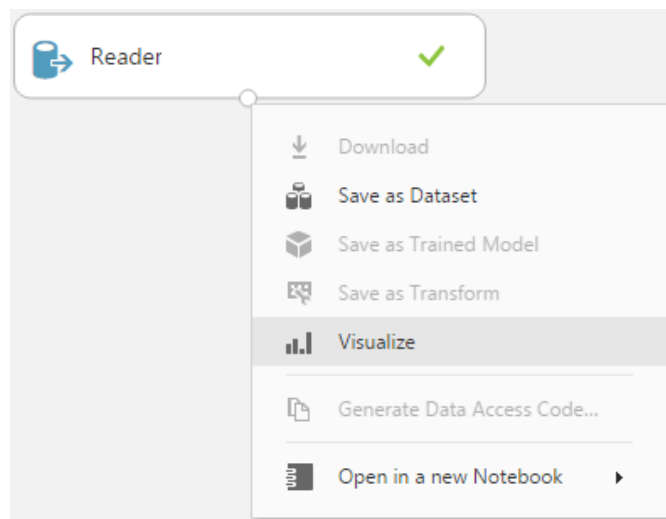 Reader
Download
Save as Dataset
Save as Trained Model
Save as Transform
Visualize
Generate Data Access Code...
Open in a new Notebook